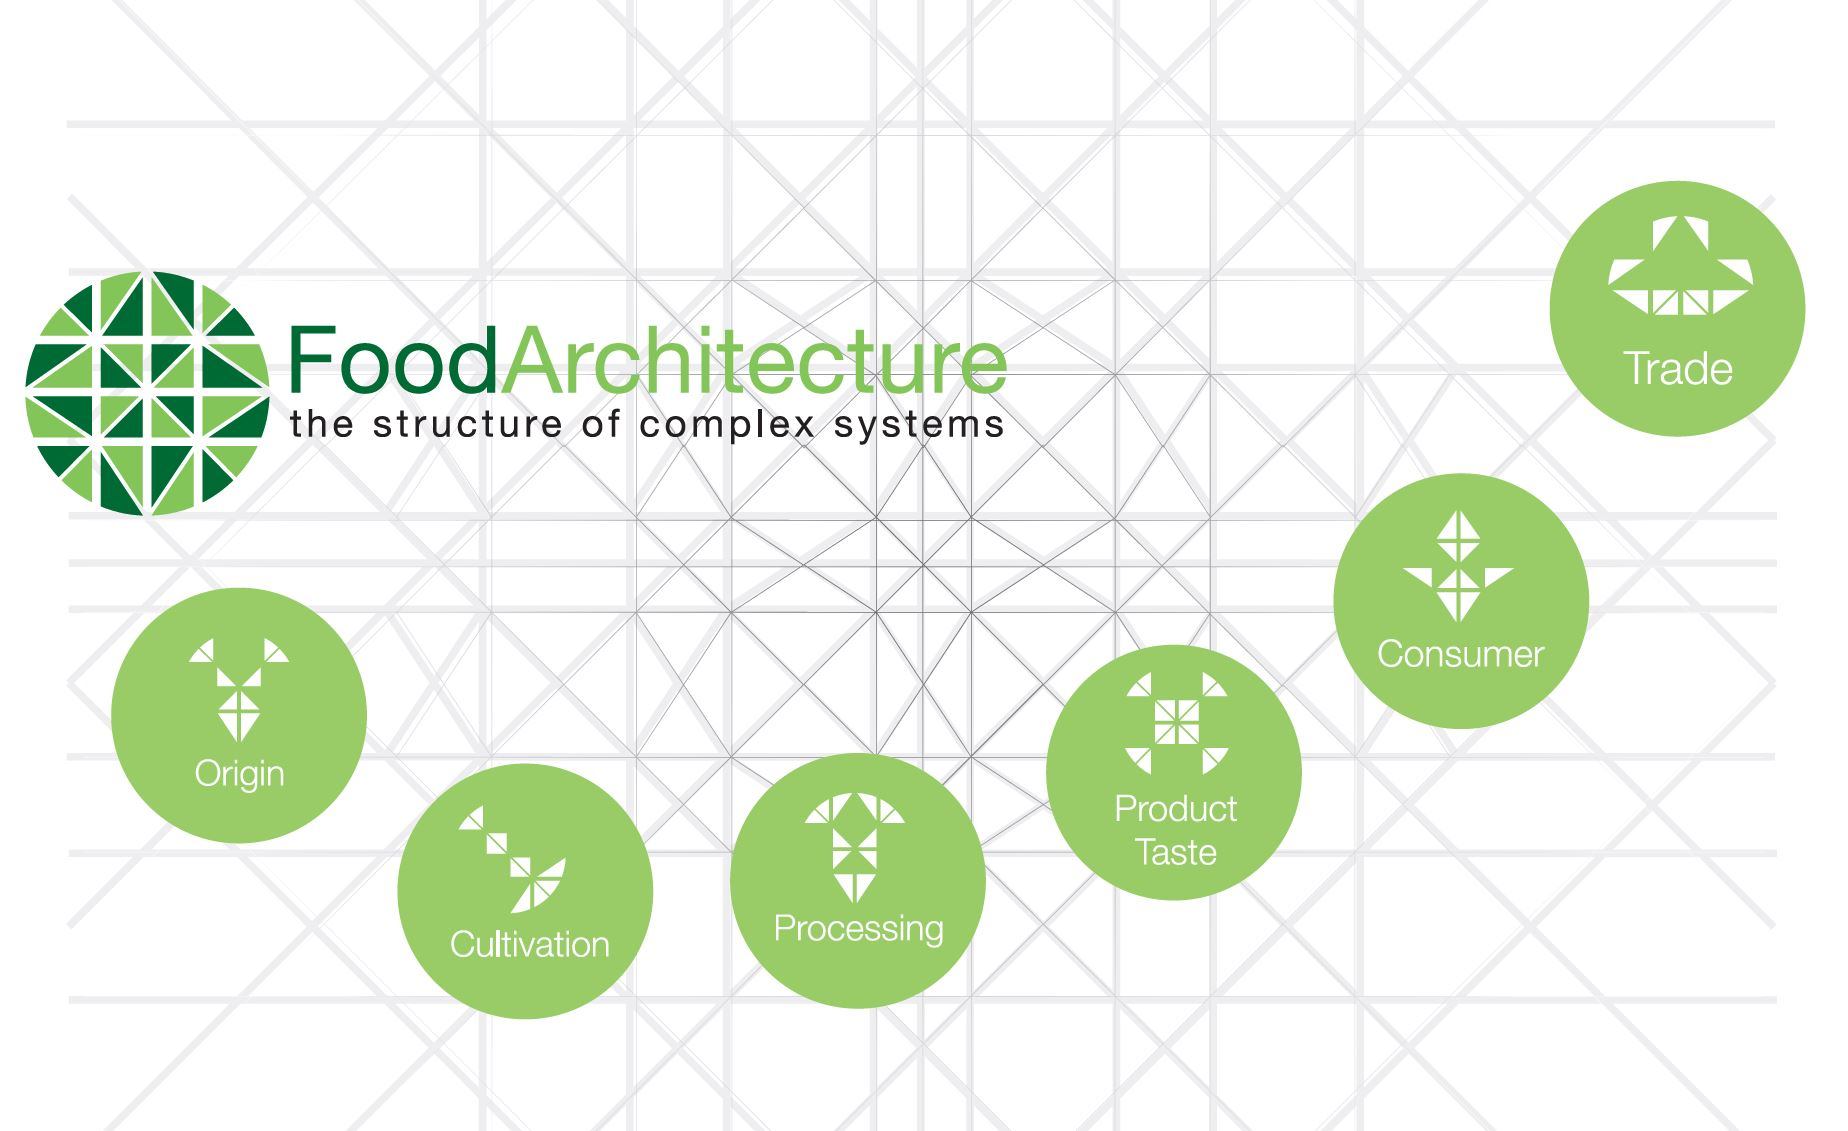 FoodArchitecture
the structure of complex systems
Origin
Cultivation
Processing
Product
Taste
Consumer
Trade